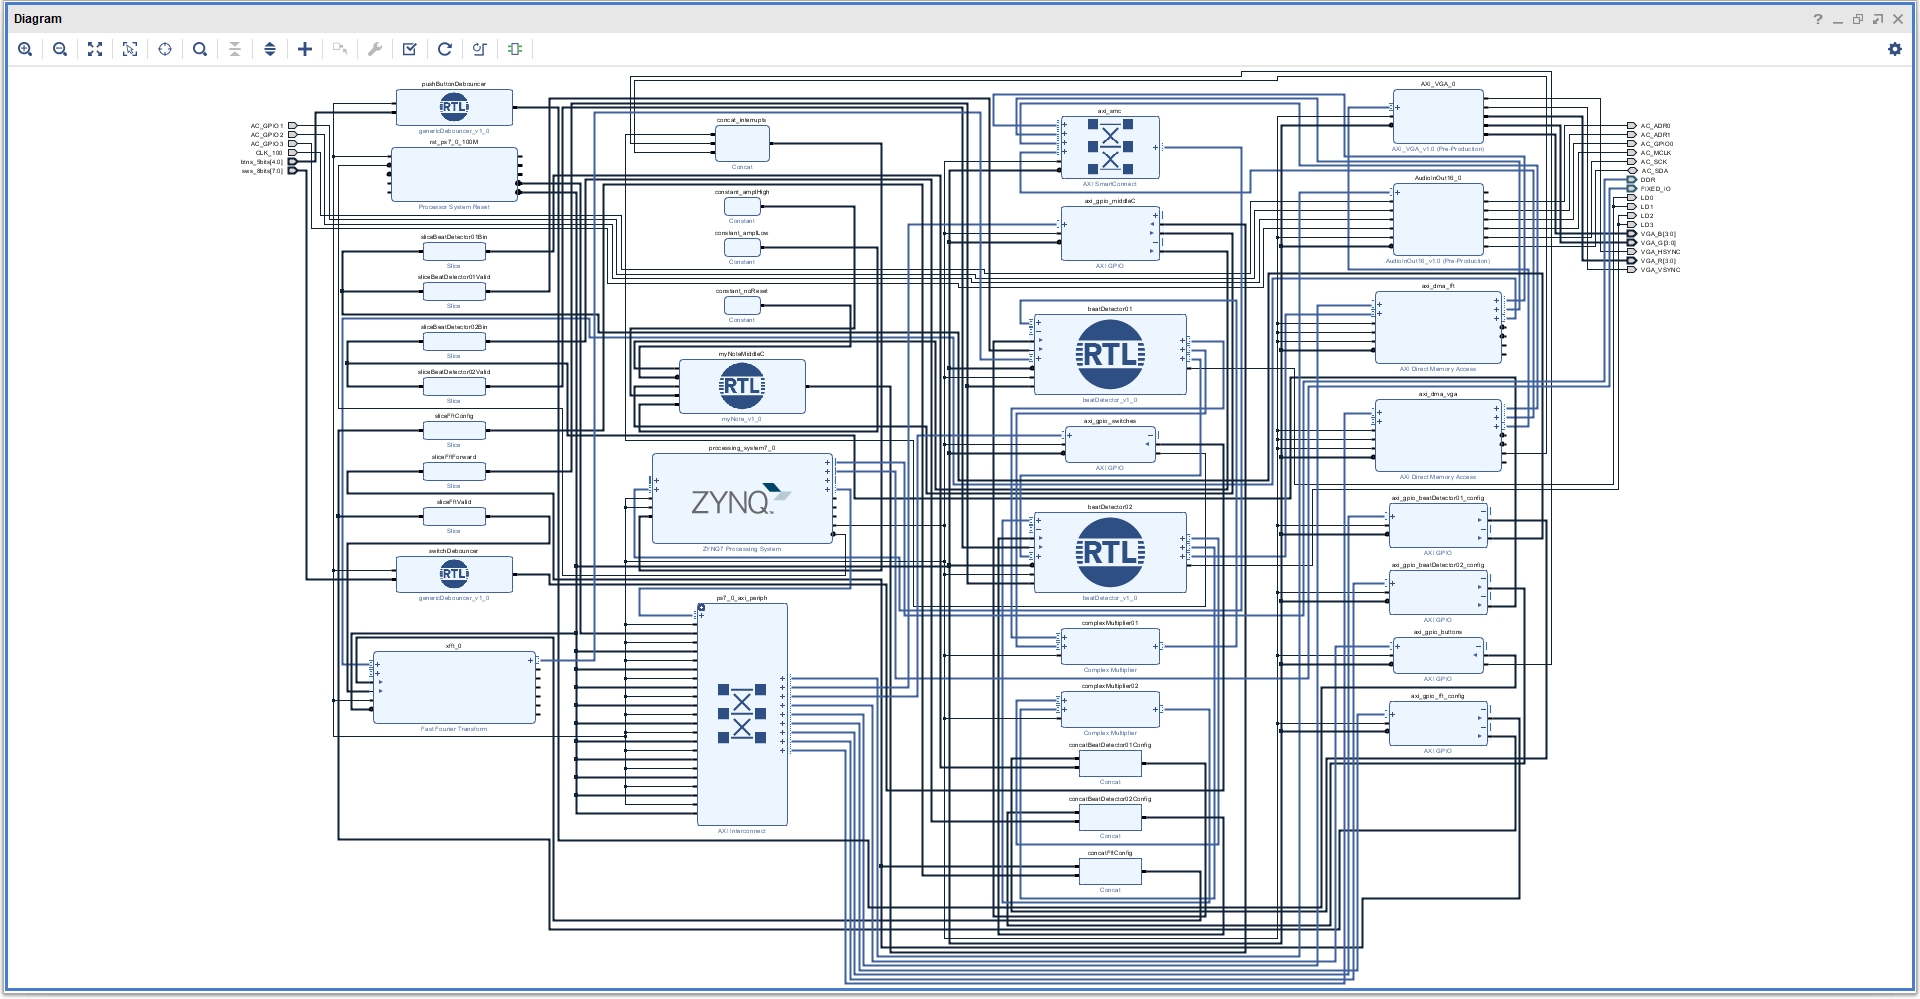 Diagram
pushButtonDebouncer
RTL
genericDebouncer_v1_0
rst_ps7_0_100M
Processor System Reset
AC_GPIO1
AC_GPIO2
AC_GPIO3
CLK_100
btns_5bits[4:0]
sws_8bits[7:0]
sliceBeatDetector01Bin
Slice
sliceBeatDetector01Valid
Slice
sliceBeatDetector02Bin
Slice
sliceBeatDetector02Valid
Slice
sliceFftConfig
Slice
sliceFftForward
Slice
sliceFftValid
Slice
switchDebouncer
RTL
genericDebouncer_v1_0
xfft_0
Fast Fourier Transform
concat_interrupts
Concat
constant_amplHigh
Constant
constant_amplLow
Constant
constant_noReset
Constant
myNoteMiddleC
RTL
myNote_v1_0
processing_system7_0
ZYNQ
ZYNQ7 Processing System
ps7_0_axi_periph
AXI Interconnect
axi_smc
AXI SmartConnect
axi_gpio_middleC
AXI GPIO
beatDetector01
RTL
beatDetector_v1_0
axi_gpio_switches
AXI GPIO
beatDetector02
RTL
beatDetector_v1_0
complexMultiplier01
Complex Multiplier
complexMultiplier02
Complex Multiplier
concatBeatDetector01Config
Concat
concatBeatDetector02Config
Concat
concatFftConfig
Concat
AXI_VGA_0
AXI_VGA_v1.0 (Pre-Production)
AudioInOut16_0
AudioInOut16_v1.0 (Pre-Production)
axi_dma_fft
AXI Direct Memory Access
axi_dma_vga
AXI Direct Memory Access
axi_gpio_beatDetector01_config
AXI GPIO
axi_gpio_beatDetector02_config
AXI GPIO
axi_gpio_buttons
AXI GPIO
axi_gpio_fft_config
AXI GPIO
AC_ADR0
AC_ADR1
AC_GPIO0
AC_MCLK
AC_SCK
AC_SDA
DDR
FIXED_IO
LD0
LD1
LD2
LD3
VGA_B[3:0]
VGA_G[3:0]
VGA_HSYNC
VGA_R[3:0]
VGA_VSYNC